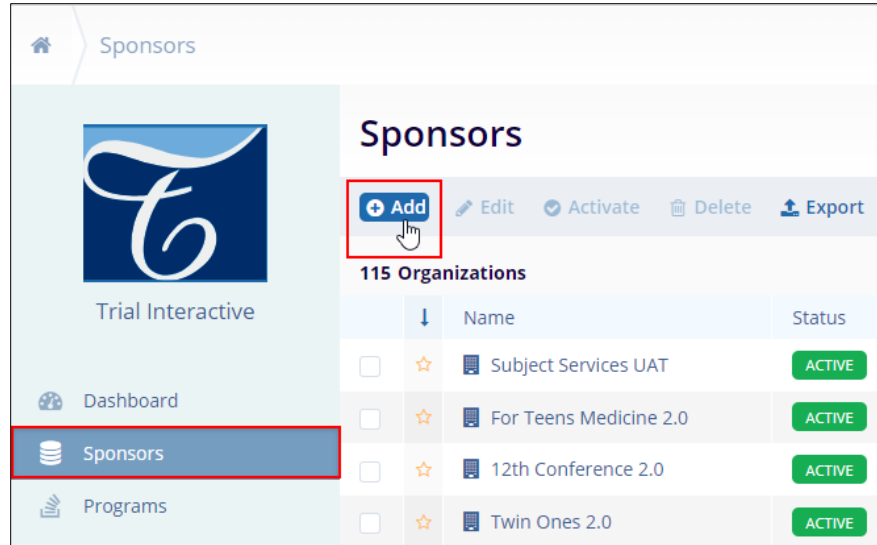 Sponsors
Sponsors
Add Edit Activate Delete Export
115 Organizations
Trial Interactive
Name Status
Subject Services UAT ACTIVE
Dashboard
For Teens Medicine 2.0 ACTIVE
Sponsors
12th Conference 2.0 ACTIVE
Programs
Twin Ones 2.0 ACTIVE